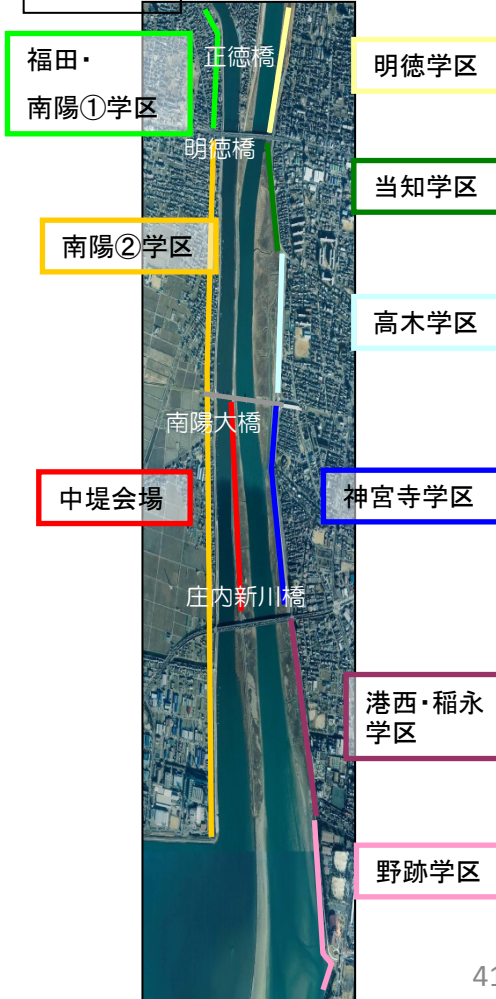 福田・
南陽①学区
正徳橋
明徳学区
明徳橋
当知学区
南陽②学区
高木学区
南陽大橋
中堤会場
神宮寺学区
庄内新川橋
港西・稲永
学区
野跡学区
41